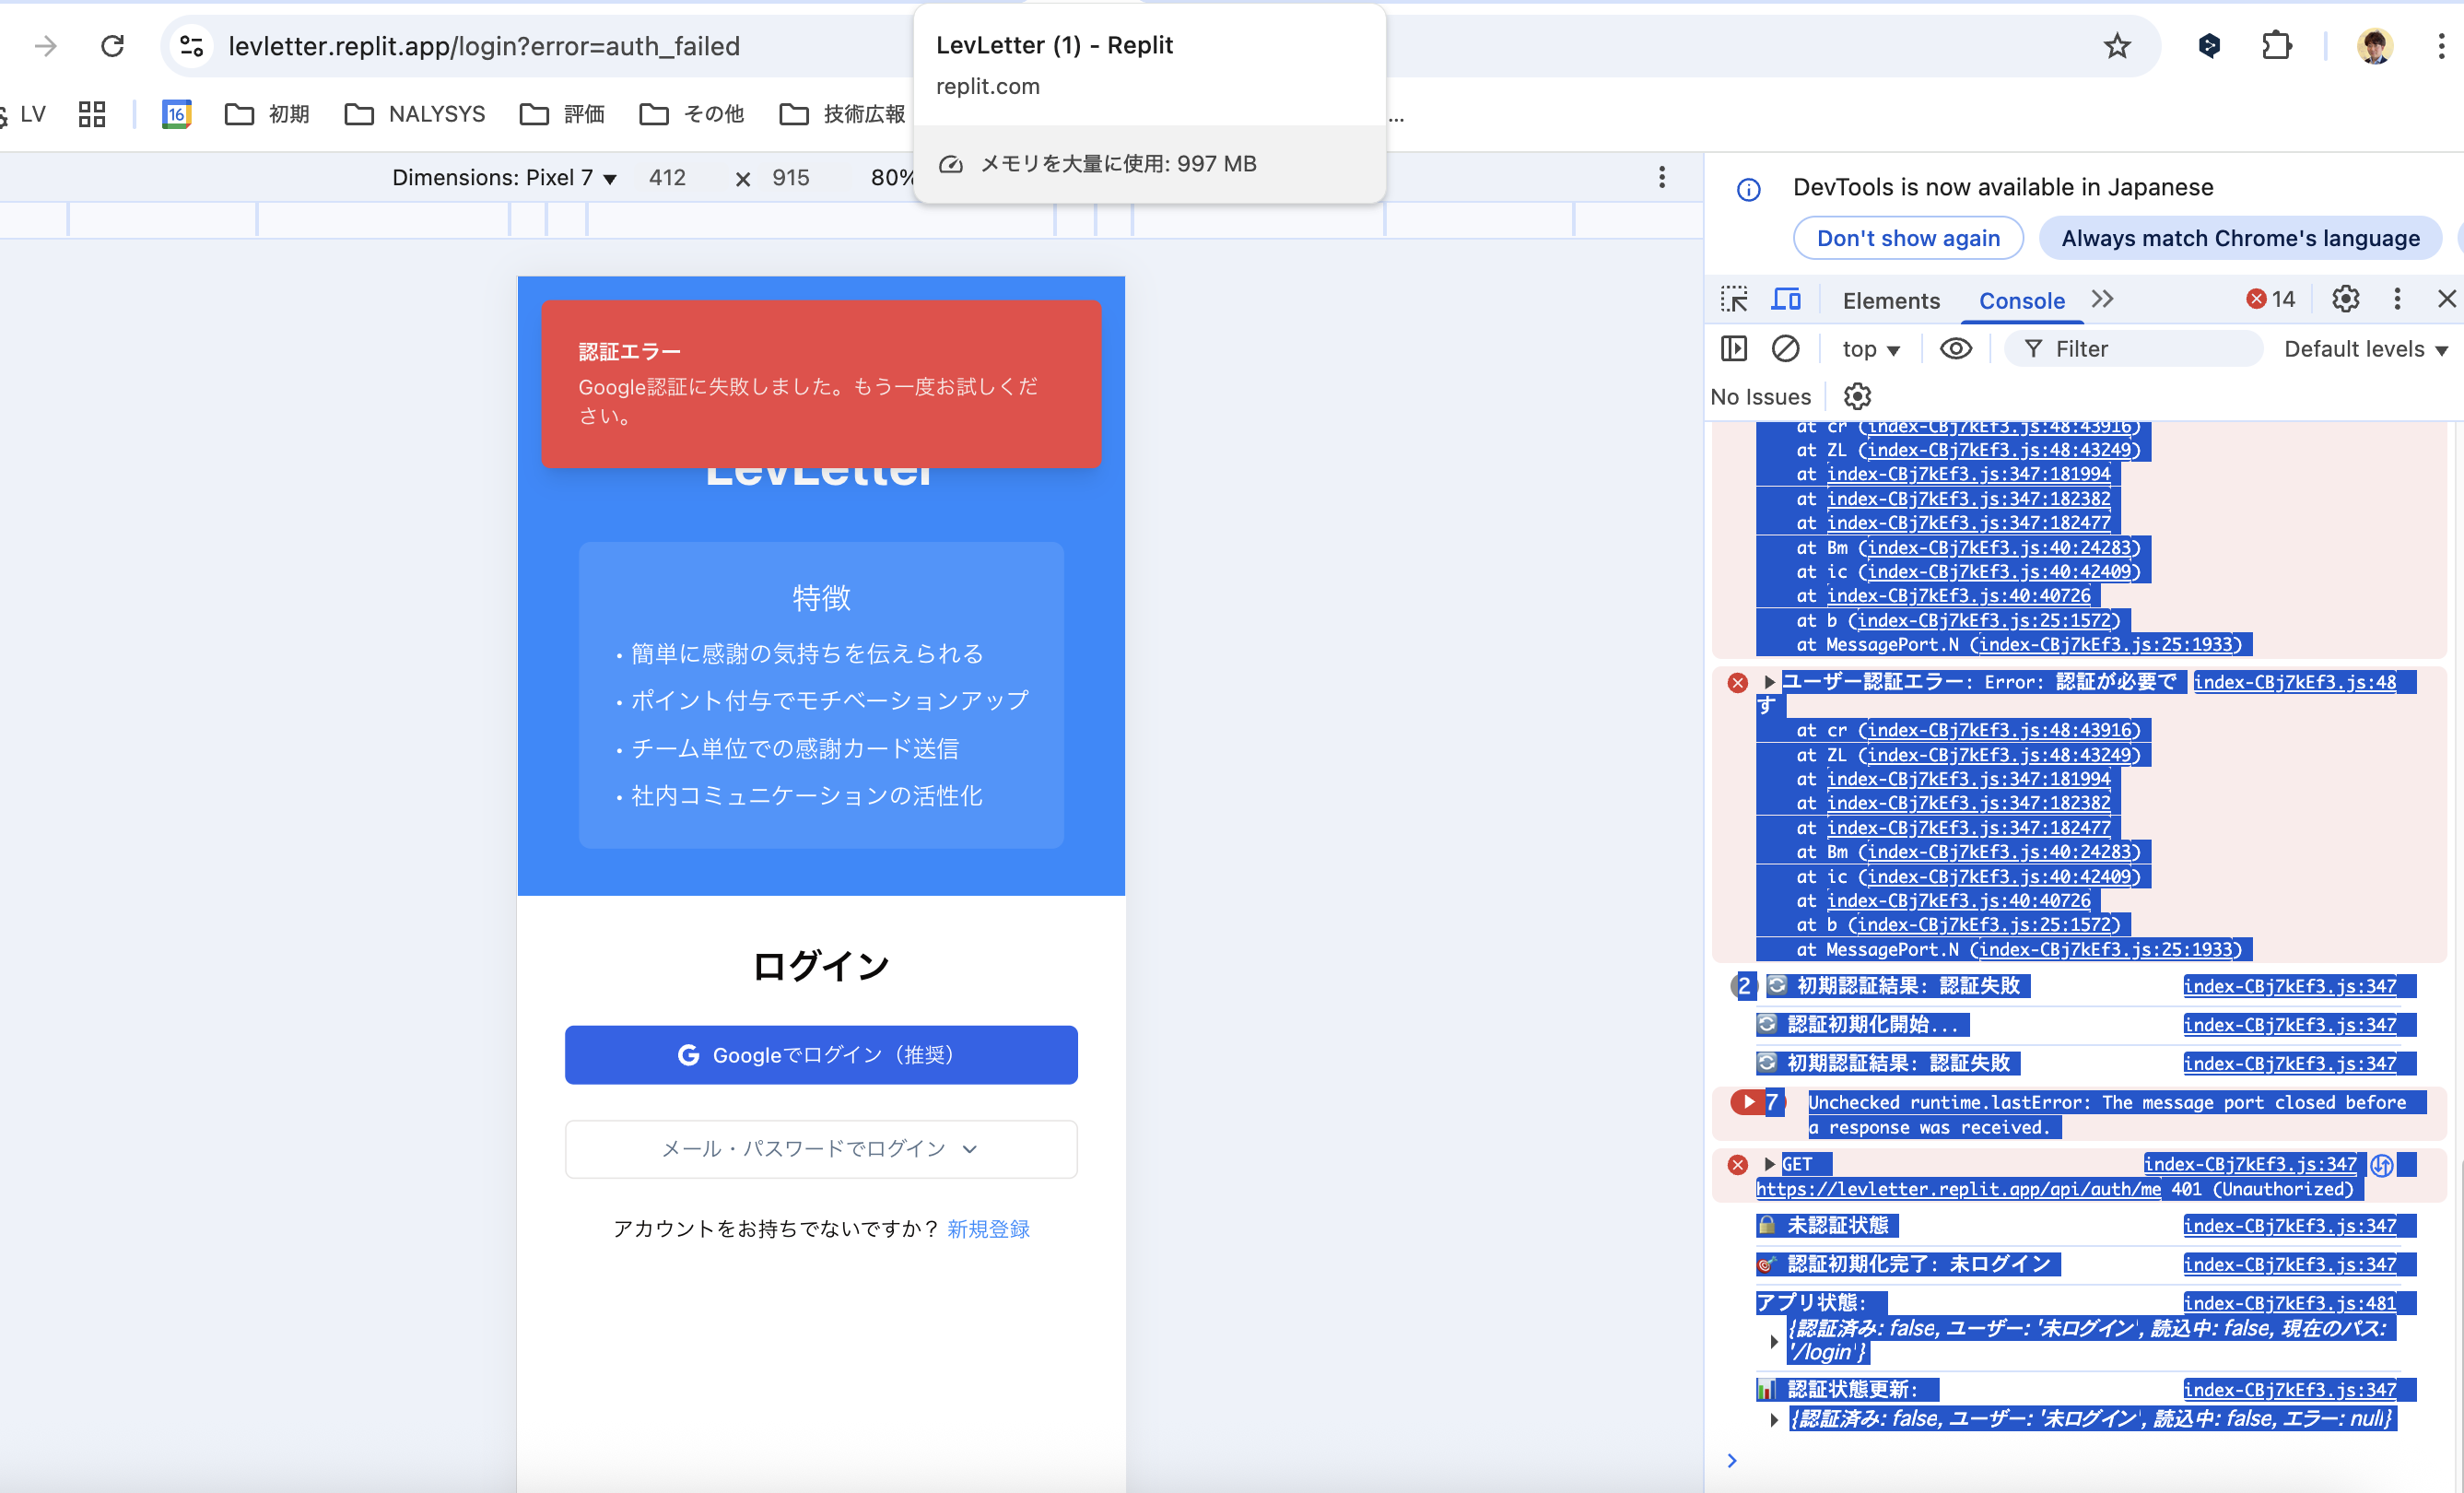 levletter.replit.app/login?error=auth_failed
LevLetter (1) - Replit
replit.com
メモリを大量に使用: 997 MB
LV
16
初期
NALYSYS
評価
その他
技術広報
...
Dimensions: Pixel 7
412 × 915
80%
認証エラー
Google認証に失敗しました。もう一度お試しくだ
さい。
LevLetter
特徴
• 簡単に感謝の気持ちを伝えられる
• ポイント付与でモチベーションアップ
• チーム単位での感謝カード送信
• 社内コミュニケーションの活性化
ログイン
Googleでログイン（推奨）
メール・パスワードでログイン
アカウントをお持ちでないですか？ 新規登録
DevTools is now available in Japanese
Don't show again
Always match Chrome's language
Elements
Console
14
top
Filter
Default levels
No Issues
at cr (index-CBj7kEf3.js:48:43916)
at ZL (index-CBj7kEf3.js:48:43249)
at index-CBj7kEf3.js:347:181994
at index-CBj7kEf3.js:347:182382
at index-CBj7kEf3.js:347:182477
at Bm (index-CBj7kEf3.js:40:24283)
at ic (index-CBj7kEf3.js:40:42409)
at index-CBj7kEf3.js:40:40726
at b (index-CBj7kEf3.js:25:1572)
at MessagePort.N (index-CBj7kEf3.js:25:1933)
ユーザー認証エラー: Error: 認証が必要で index-CBj7kEf3.js:48
す
at cr (index-CBj7kEf3.js:48:43916)
at ZL (index-CBj7kEf3.js:48:43249)
at index-CBj7kEf3.js:347:181994
at index-CBj7kEf3.js:347:182382
at index-CBj7kEf3.js:347:182477
at Bm (index-CBj7kEf3.js:40:24283)
at ic (index-CBj7kEf3.js:40:42409)
at index-CBj7kEf3.js:40:40726
at b (index-CBj7kEf3.js:25:1572)
at MessagePort.N (index-CBj7kEf3.js:25:1933)
2 🔄 初期認証結果: 認証失敗 index-CBj7kEf3.js:347
🔄 認証初期化開始... index-CBj7kEf3.js:347
🔄 初期認証結果: 認証失敗 index-CBj7kEf3.js:347
7 Unchecked runtime.lastError: The message port closed before
a response was received.
GET index-CBj7kEf3.js:347
https://levletter.replit.app/api/auth/me 401 (Unauthorized)
🔒 未認証状態 index-CBj7kEf3.js:347
🎯 認証初期化完了: 未ログイン index-CBj7kEf3.js:347
アプリ状態: index-CBj7kEf3.js:481
{認証済み: false, ユーザー: '未ログイン', 読込中: false, 現在のパス:
'/login'}
📊 認証状態更新: index-CBj7kEf3.js:347
{認証済み: false, ユーザー: '未ログイン', 読込中: false, エラー: null}